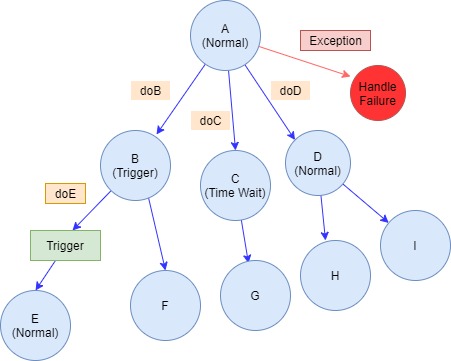 A
(Normal)
Exception
Handle
Failure
doB
doC
doD
B
(Trigger)
C
(Time Wait)
D
(Normal)
doE
Trigger
E
(Normal)
F
G
H
I